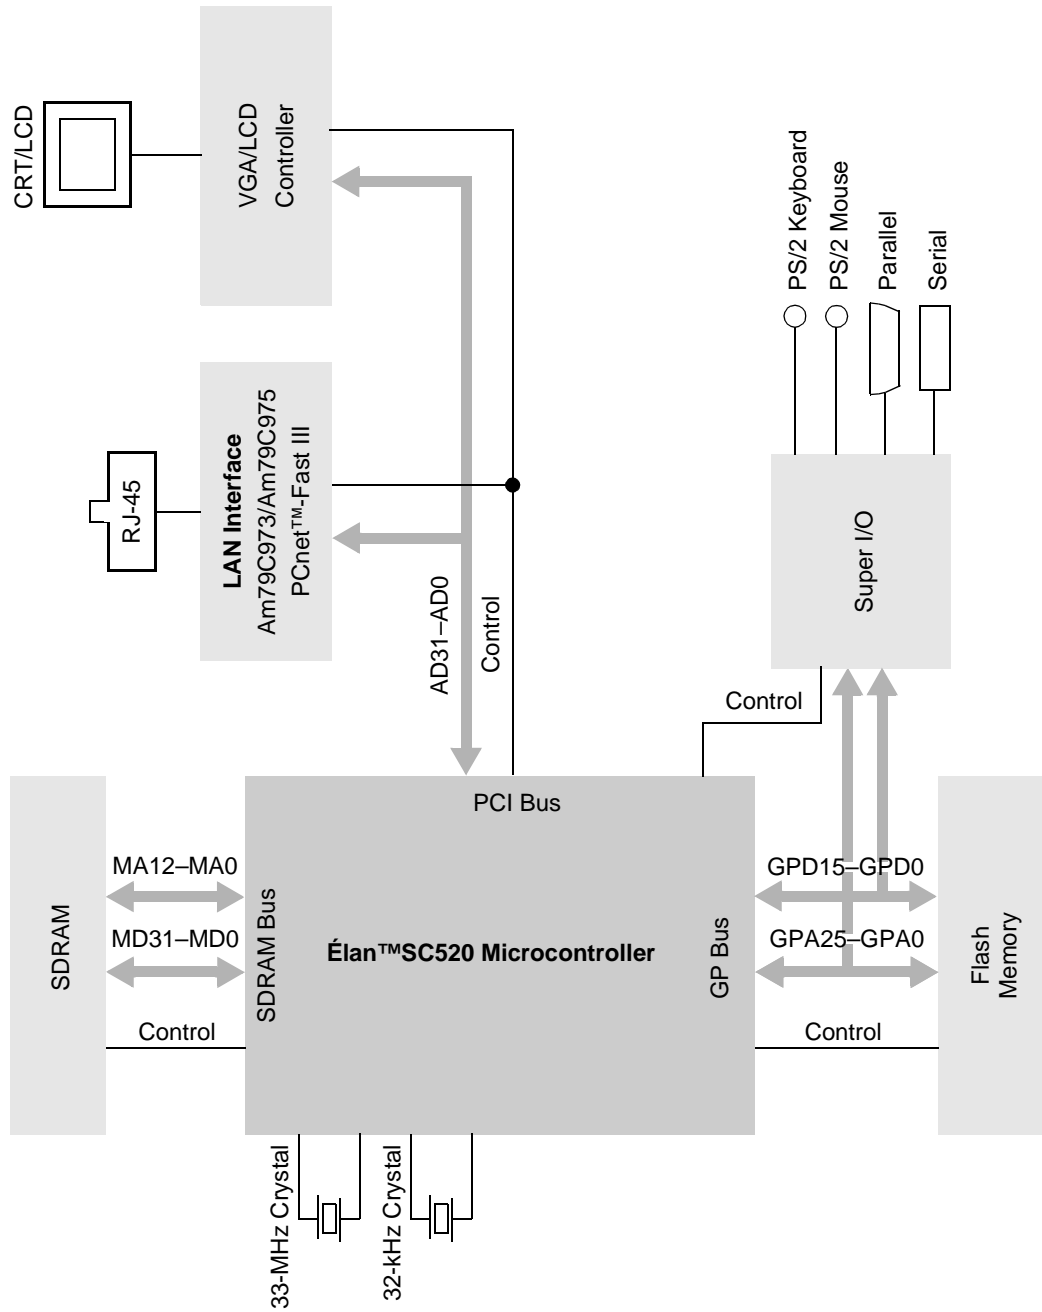 CRT/LCD
VGA/LCD
Controller
RJ-45
LAN Interface
Am79C973/Am79C975
PCnet™-Fast III
AD31–AD0
Control
PS/2 Keyboard
PS/2 Mouse
Parallel
Serial
Super I/O
Control
PCI Bus
SDRAM
MA12–MA0
MD31–MD0
Control
SDRAM Bus
Élan™SC520 Microcontroller
GP Bus
GPD15–GPD0
GPA25–GPA0
Control
Flash
Memory
33-MHz Crystal
32-kHz Crystal